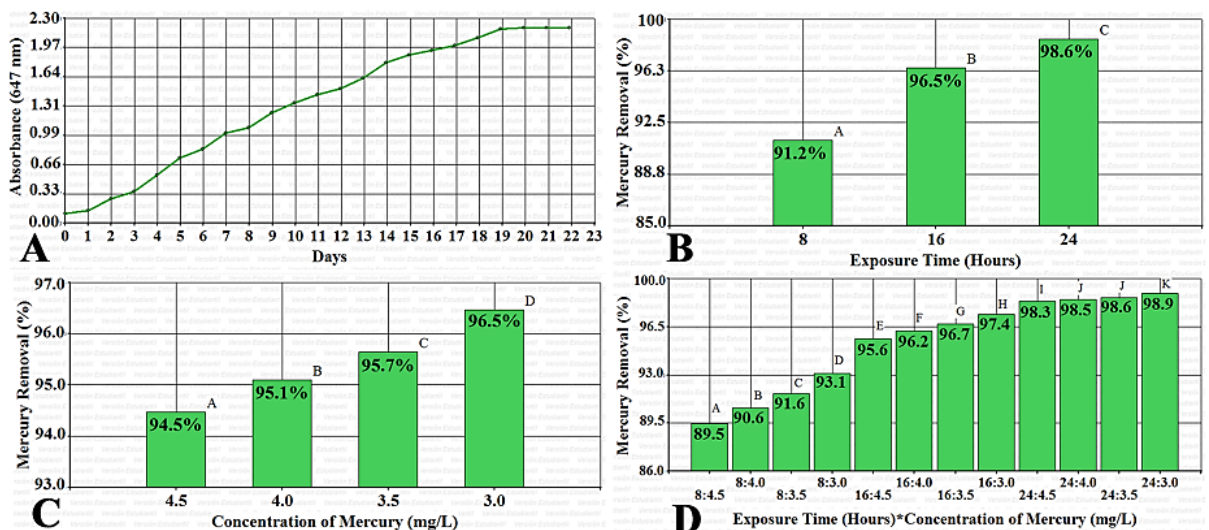 Absorbance (647 nm)
2.30
1.97
1.64
1.31
0.99
0.66
0.33
0.00
0 1 2 3 4 5 6 7 8 9 10 11 12 13 14 15 16 17 18 19 20 21 22 23
Days
A
Mercury Removal (%)
100
96.3
92.5
88.8
85.0
A
B
C
91.2%
96.5%
98.6%
8 16 24
Exposure Time (Hours)
B
Mercury Removal (%)
97.0
96.0
95.0
94.0
93.0
A
B
C
D
94.5%
95.1%
95.7%
96.5%
4.5 4.0 3.5 3.0
Concentration of Mercury (mg/L)
C
Mercury Removal (%)
100.0
96.5
93.0
89.5
86.0
A B C D E F G H I J J K
89.5 90.6 91.6 93.1 95.6 96.2 96.7 97.4 98.3 98.5 98.6 98.9
8:4.5 8:4.0 8:3.5 8:3.0 16:4.5 16:4.0 16:3.5 16:3.0 24:4.5 24:4.0 24:3.5 24:3.0
Exposure Time (Hours)*Concentration of Mercury (mg/L)
D